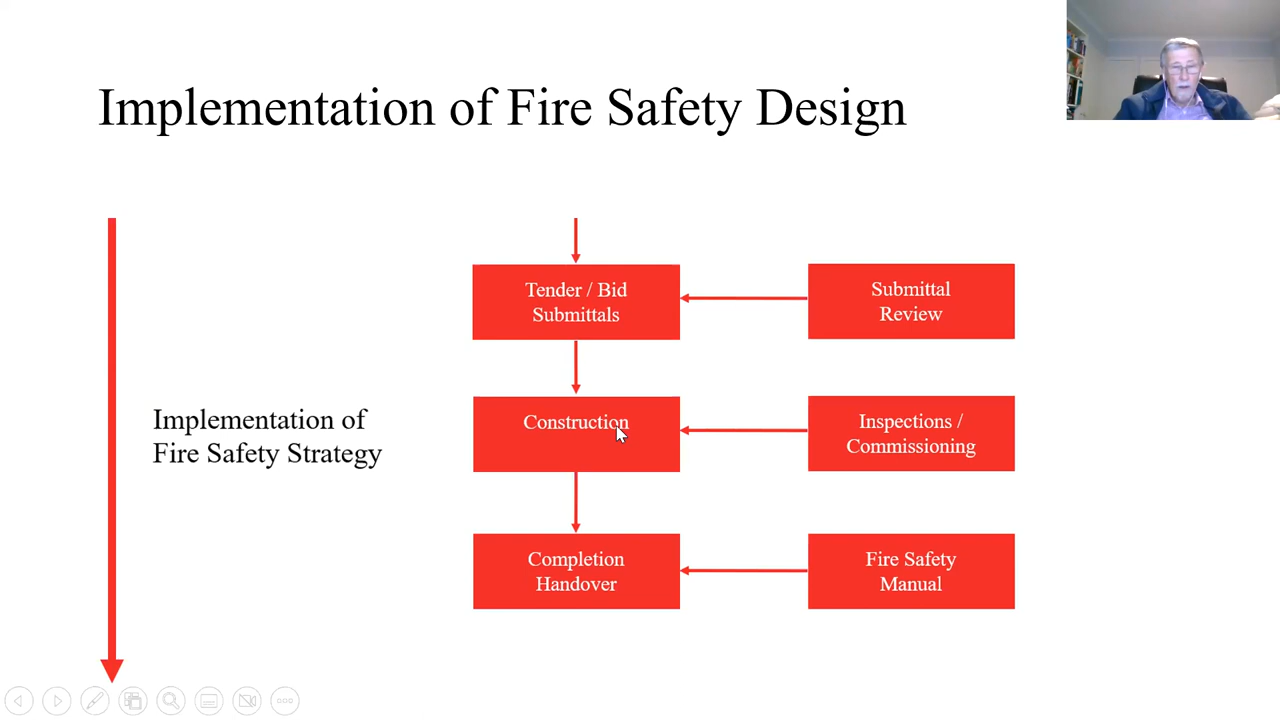 Implementation of Fire Safety Design
Tender / Bid
Submittals
Submittal
Review
Implementation of
Fire Safety Strategy
Construction
Inspections /
Commissioning
Completion
Handover
Fire Safety
Manual